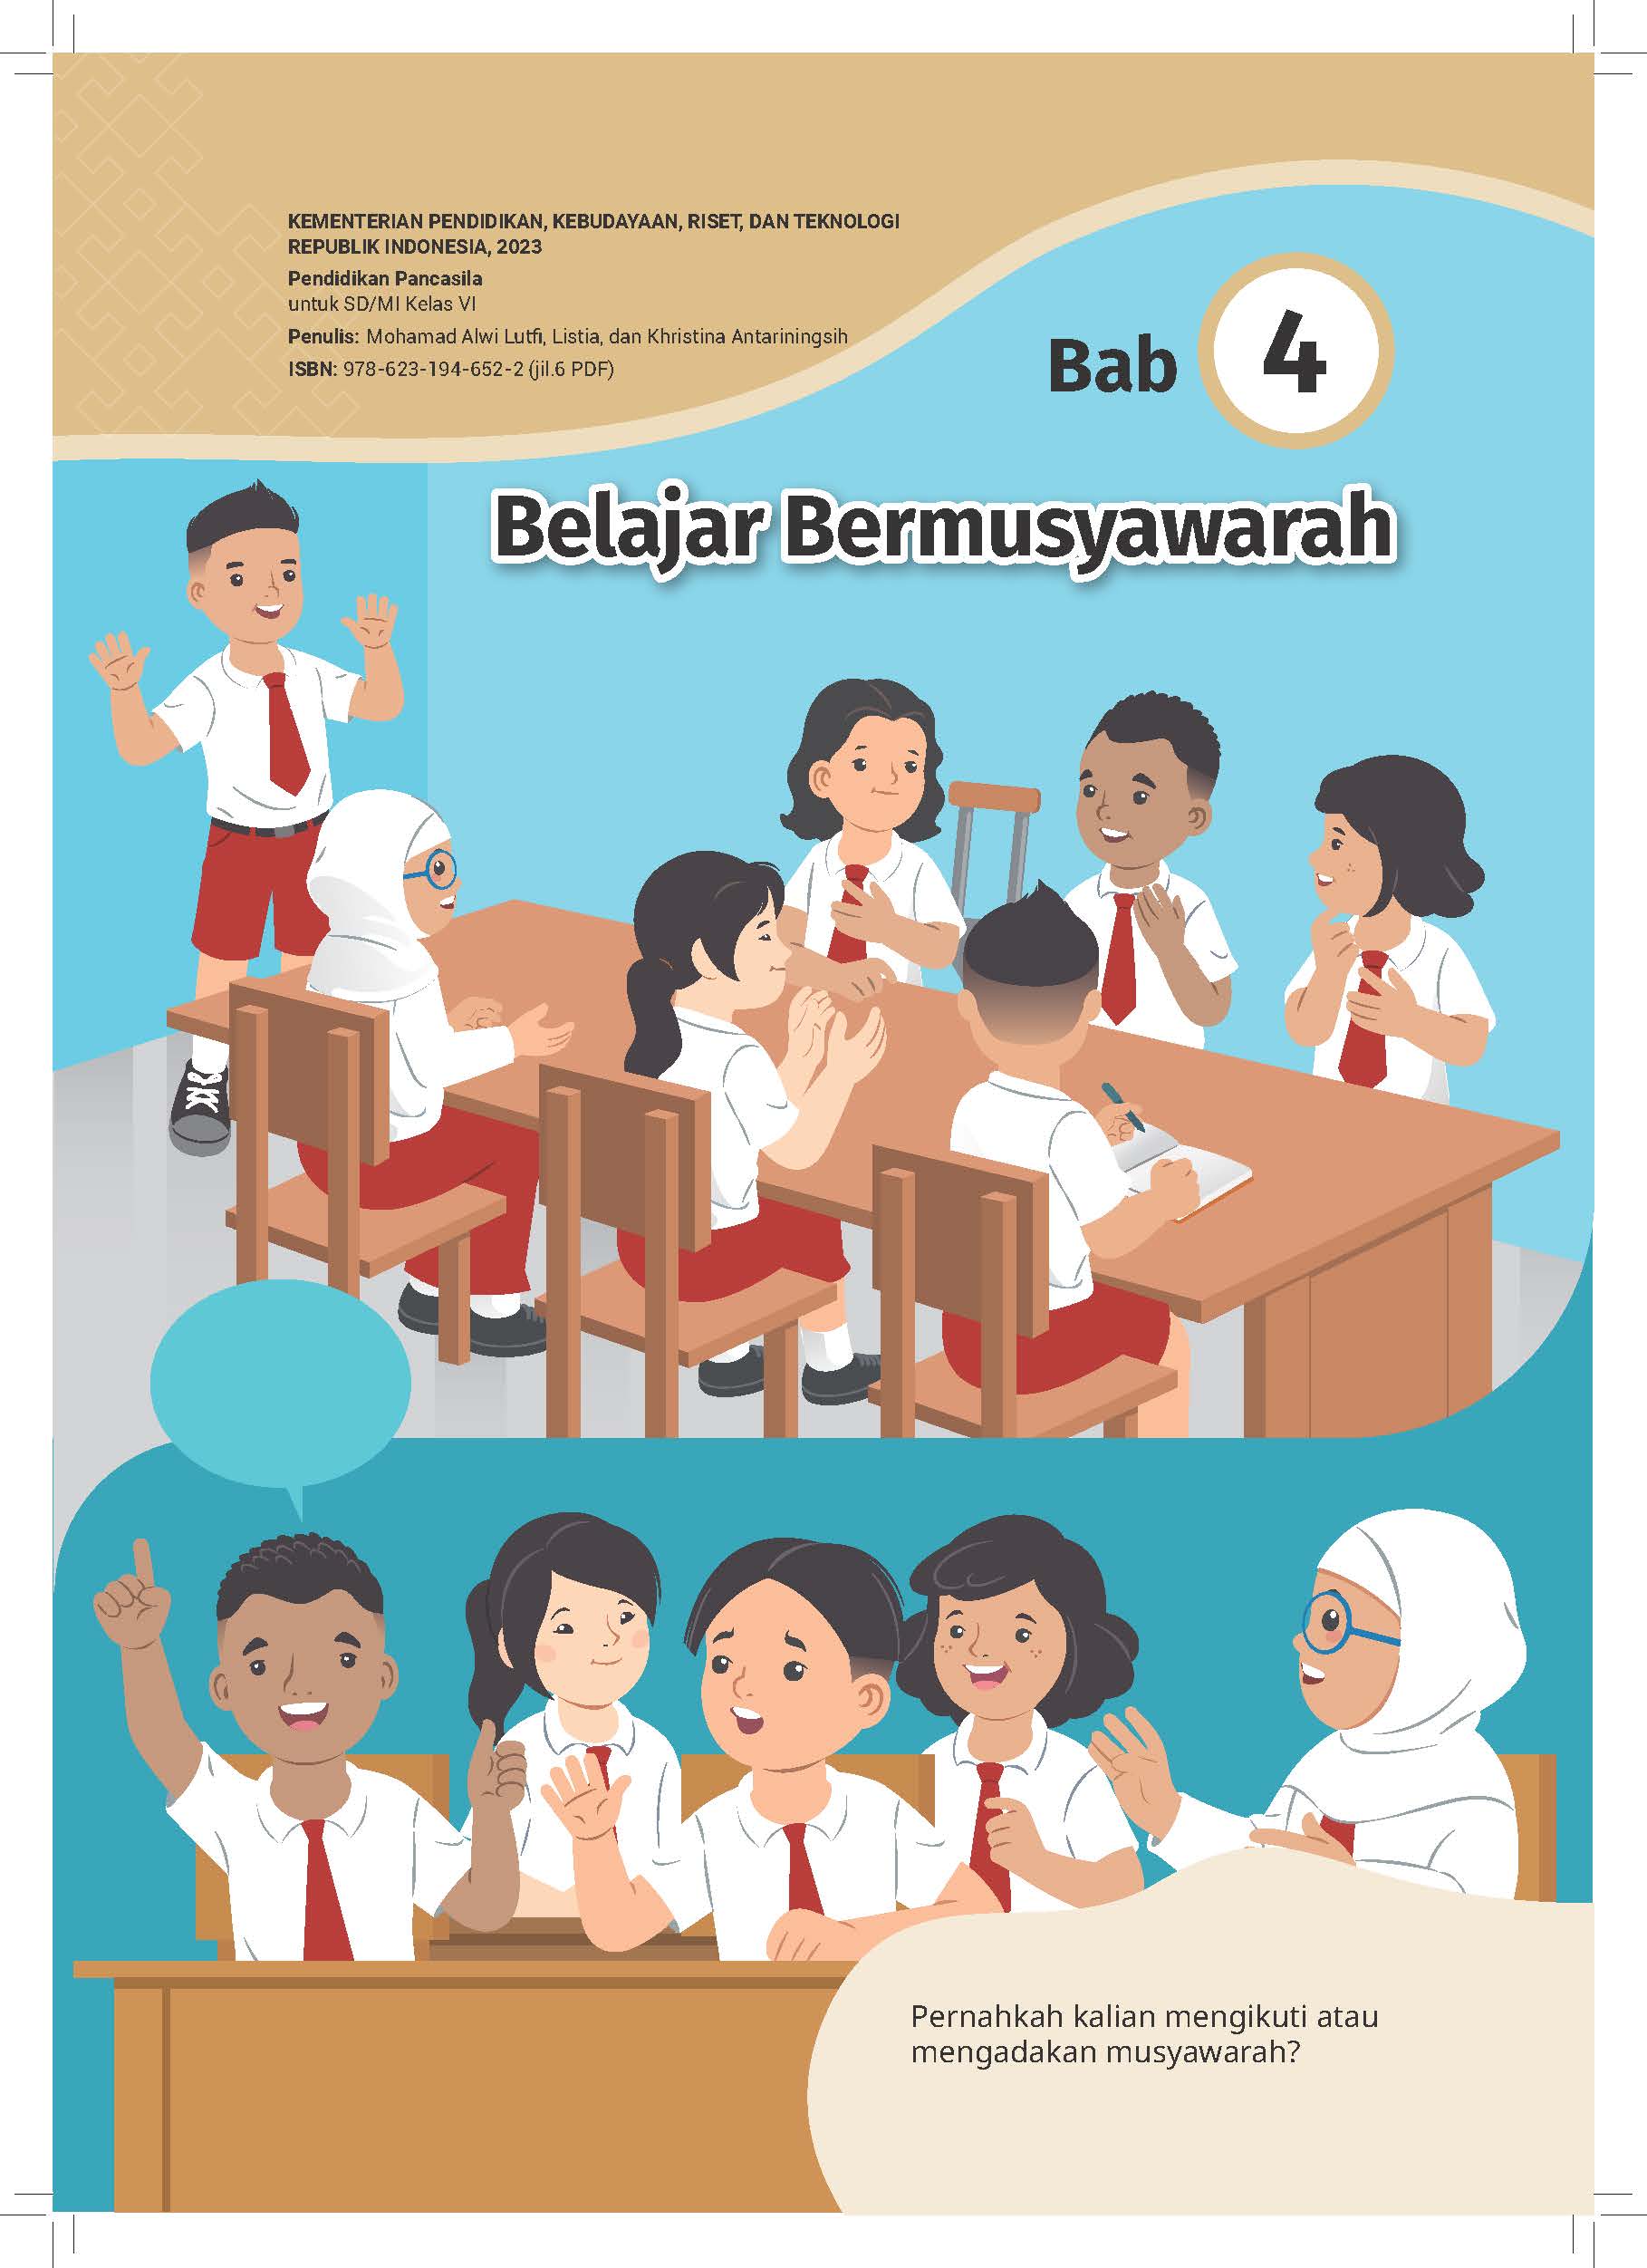 KEMENTERIAN PENDIDIKAN, KEBUDAYAAN, RISET, DAN TEKNOLOGI
REPUBLIK INDONESIA, 2023
Pendidikan Pancasila
untuk SD/MI Kelas VI
Penulis: Mohamad Alwi Lutfi, Listia, dan Khristina Antariningsih
ISBN: 978-623-194-652-2 (jil.6 PDF)
Bab 4
Belajar Bermusyawarah
Pernahkah kalian mengikuti atau
mengadakan musyawarah?